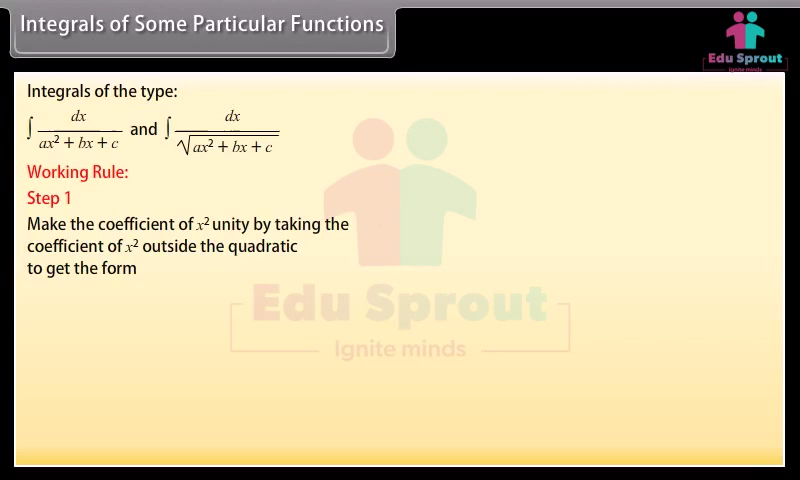 Integrals of Some Particular Functions
Edu Sprout
Ignite minds
Integrals of the type:
∫ dx / (ax² + bx + c) and ∫ dx / √(ax² + bx + c)
Working Rule:
Step 1
Make the coefficient of x² unity by taking the
coefficient of x² outside the quadratic
to get the form
Edu Sprout
Ignite minds